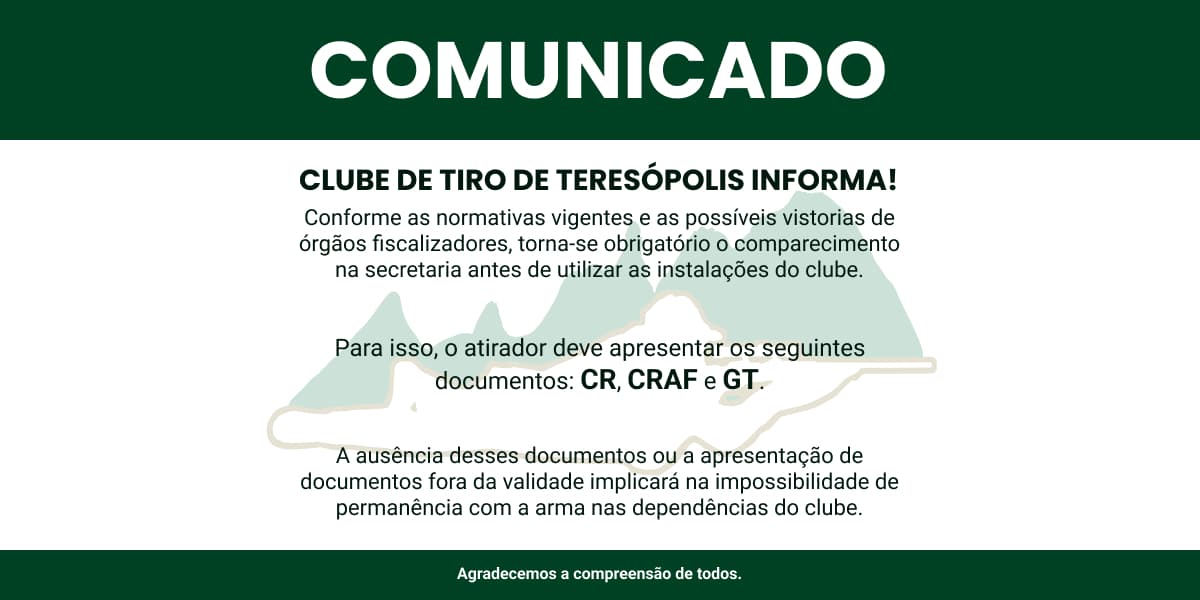 COMUNICADO
CLUBE DE TIRO DE TERESÓPOLIS INFORMA!
Conforme as normativas vigentes e as possíveis vistorias de
órgãos fiscalizadores, torna-se obrigatório o comparecimento
na secretaria antes de utilizar as instalações do clube.
Para isso, o atirador deve apresentar os seguintes
documentos: CR, CRAF e GT.
A ausência desses documentos ou a apresentação de
documentos fora da validade implicará na impossibilidade de
permanência com a arma nas dependências do clube.
Agradecemos a compreensão de todos.